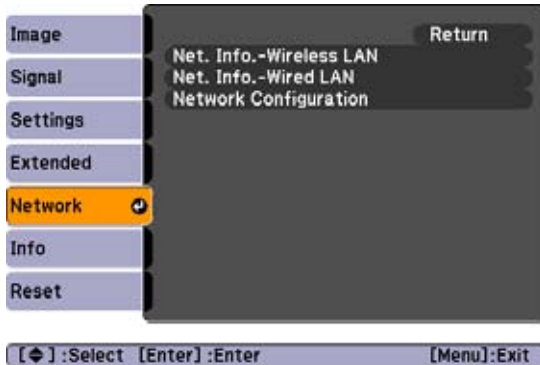 Image
Signal
Settings
Extended
Network
Info
Reset
Return
Net. Info.-Wireless LAN
Net. Info.-Wired LAN
Network Configuration
[◆]:Select [Enter]:Enter [Menu]:Exit